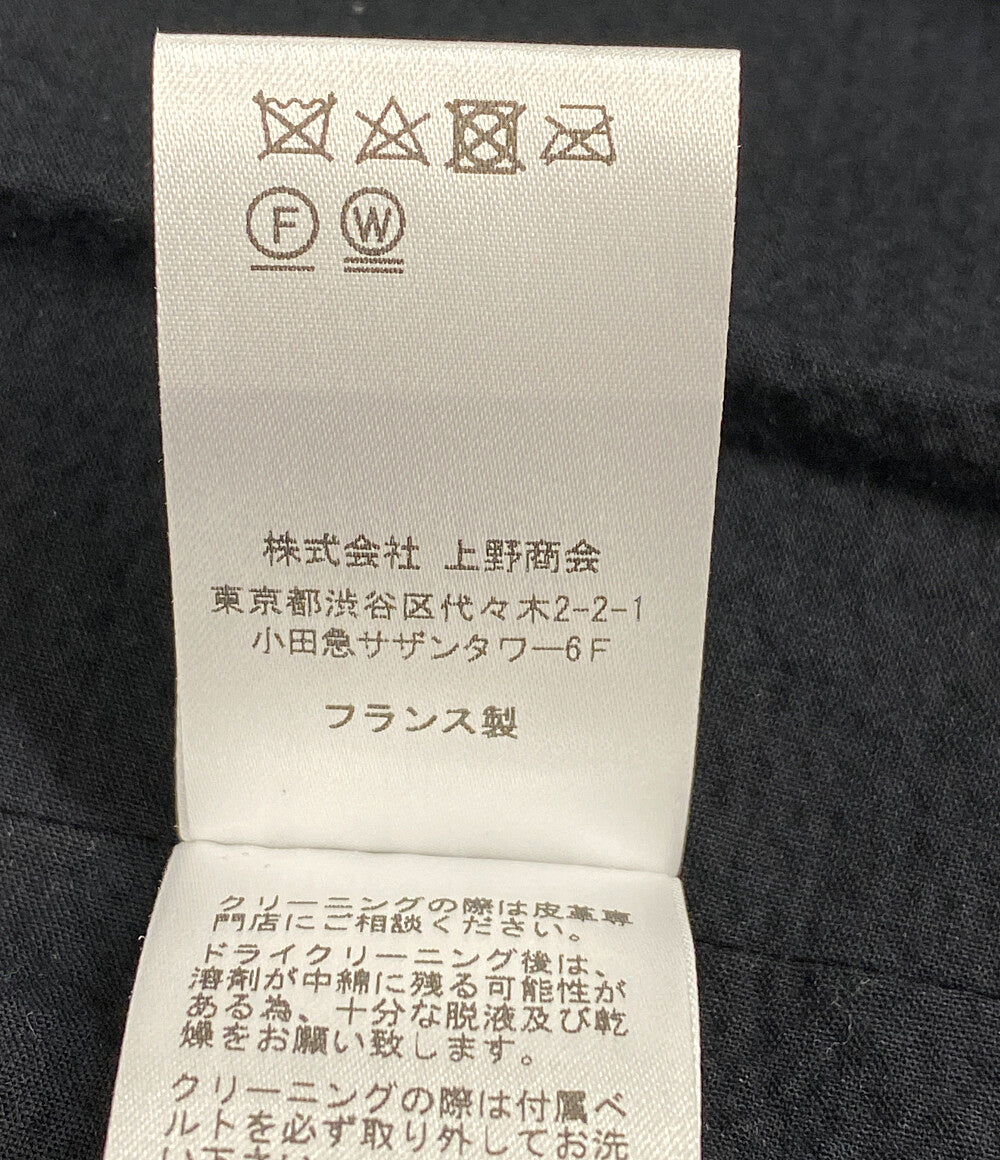 F W
株式会社 上野商会
東京都渋谷区代々木2-2-1
小田急サザンタワー6F
フランス製
クリーニングの際は皮革専
門店にご相談ください。
ドライクリーニング後は、
溶剤が中綿に残る可能性が
ある為、十分な脱液及び乾
燥をお願い致します。
クリーニングの際は付属ベ
ルトを必ず取り外してお洗
い下さい